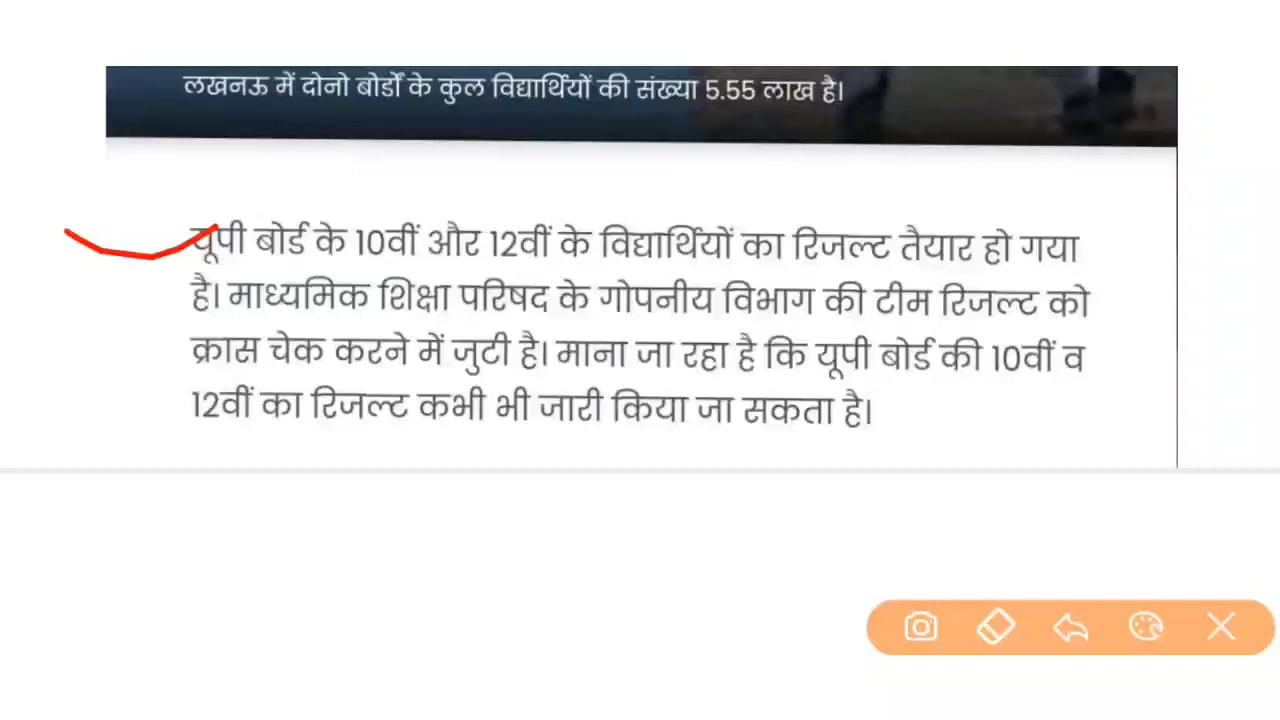 लखनऊ में दोनो बोर्डों के कुल विद्यार्थियों की संख्या 5.55 लाख है।
यूपी बोर्ड के 10वीं और 12वीं के विद्यार्थियों का रिजल्ट तैयार हो गया
है। माध्यमिक शिक्षा परिषद के गोपनीय विभाग की टीम रिजल्ट को
क्रास चेक करने में जुटी है। माना जा रहा है कि यूपी बोर्ड की 10वीं व
12वीं का रिजल्ट कभी भी जारी किया जा सकता है।